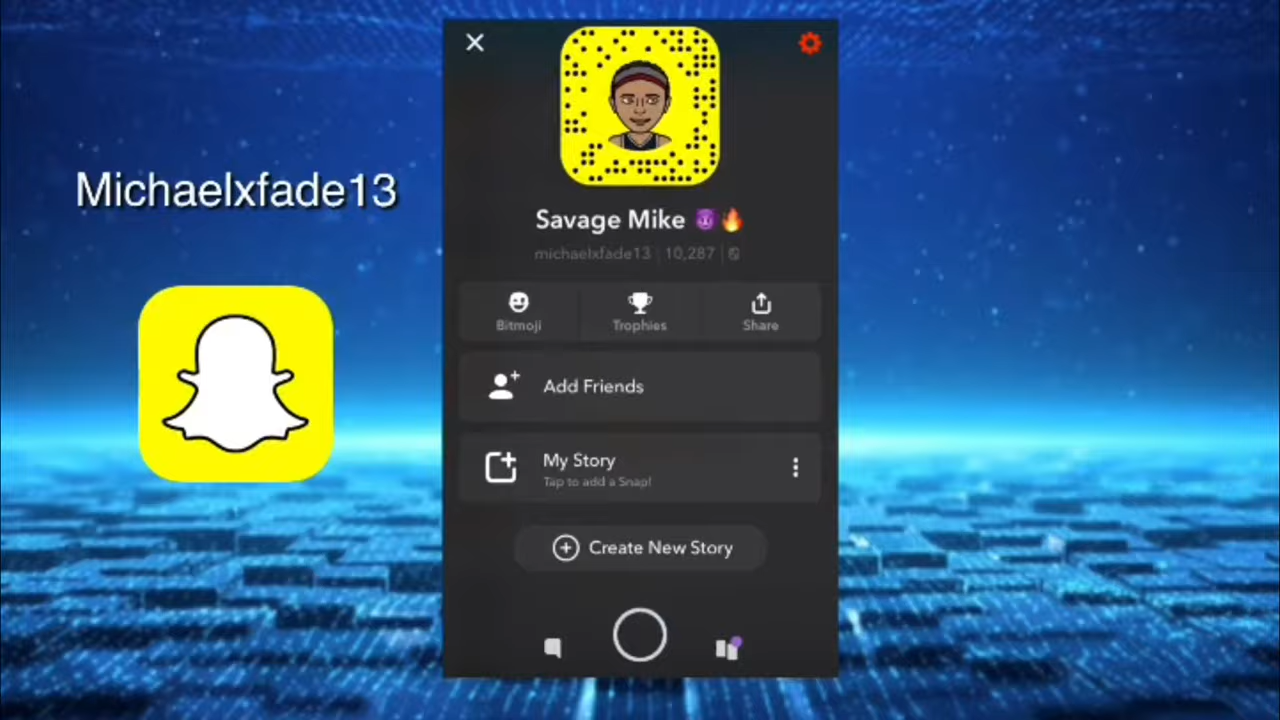 Michaelxfade13
Savage Mike 😈🔥
michaelxfade13 | 10,287 |
Bitmoji
Trophies
Share
Add Friends
My Story
Tap to add a Snap!
Create New Story